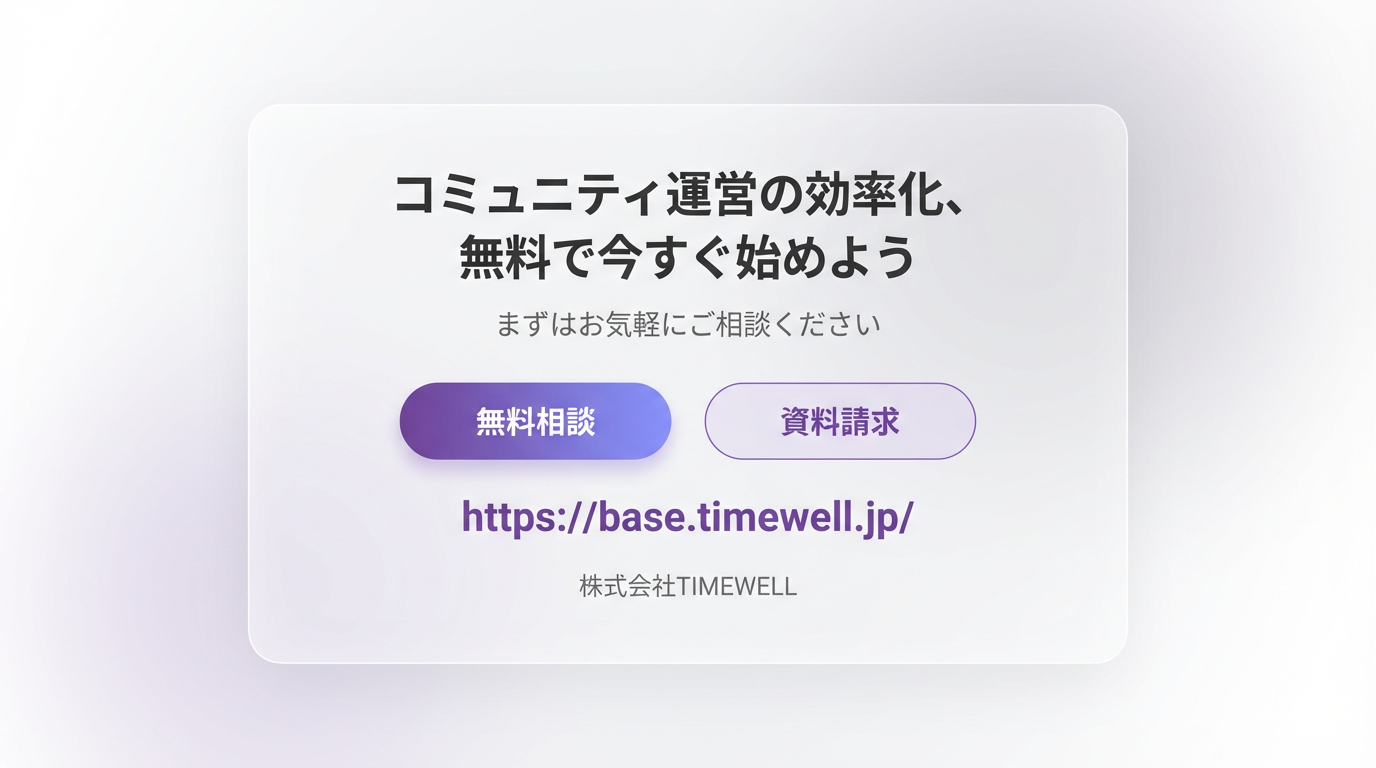 コミュニティ運営の効率化、
無料で今すぐ始めよう
まずはお気軽にご相談ください
無料相談
資料請求
https://base.timewell.jp/
株式会社TIMEWELL